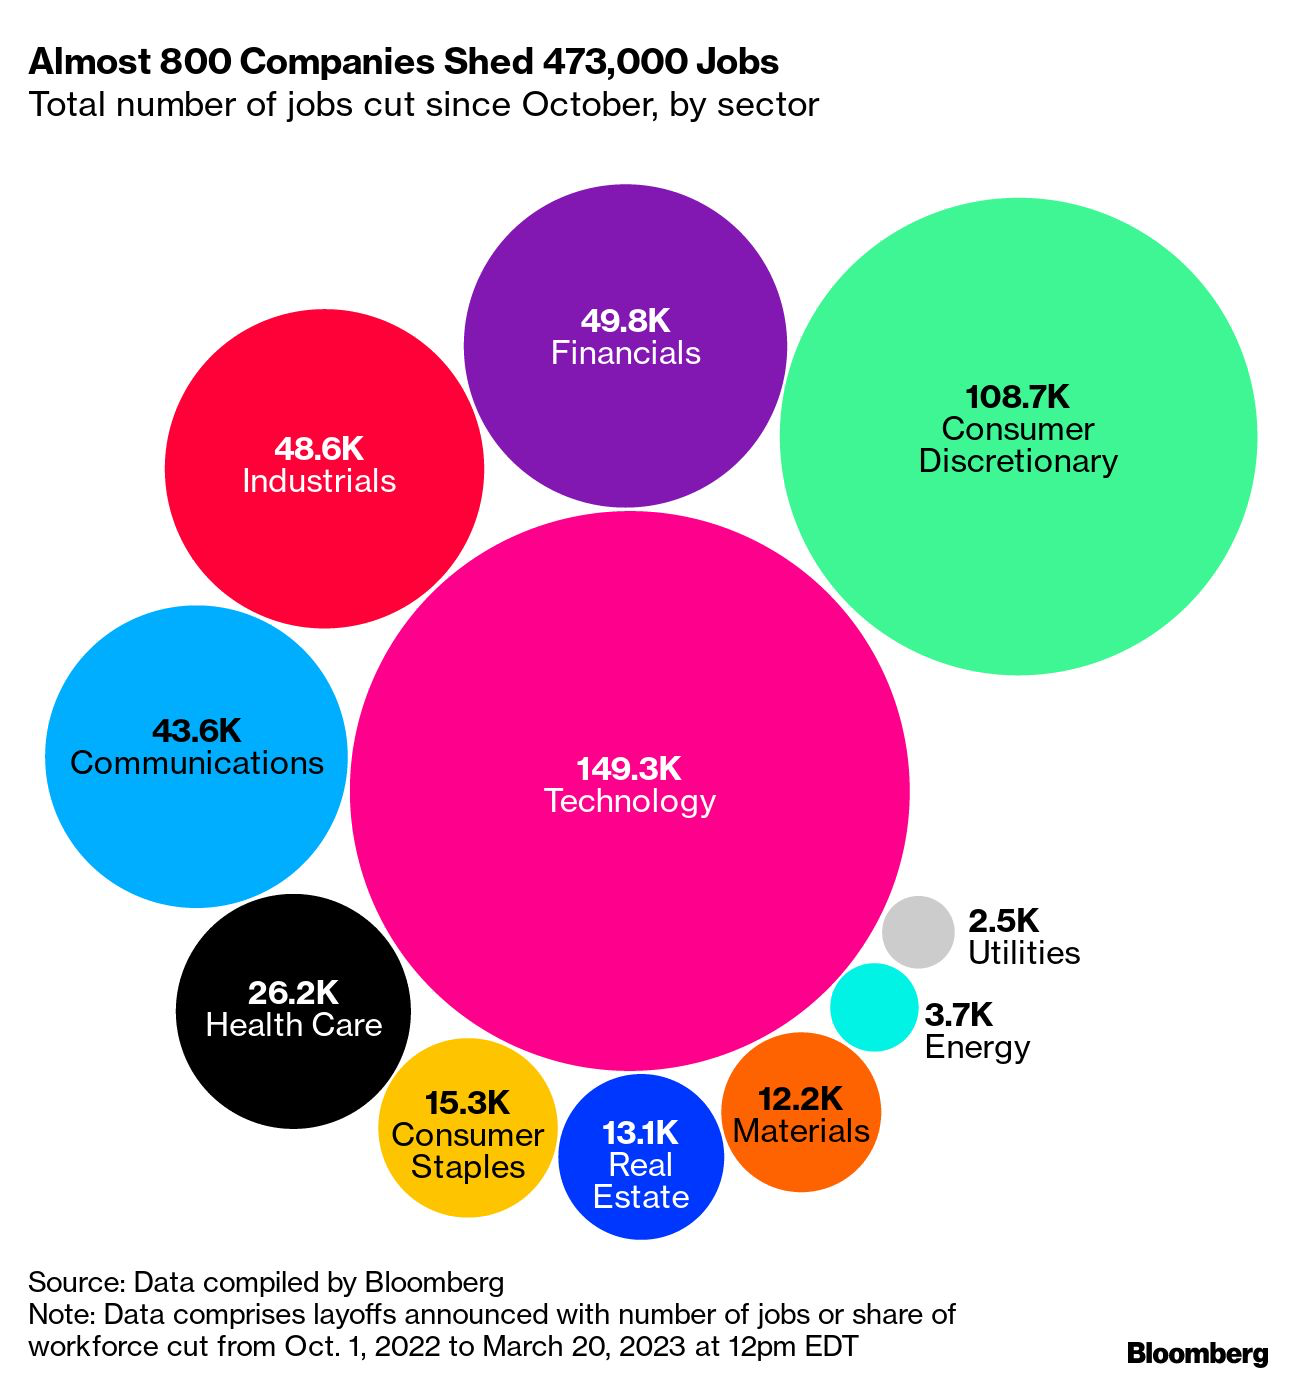 Almost 800 Companies Shed 473,000 Jobs
Total number of jobs cut since October, by sector
49.8K
Financials
108.7K
Consumer
Discretionary
48.6K
Industrials
43.6K
Communications
149.3K
Technology
2.5K
Utilities
26.2K
Health Care
3.7K
Energy
15.3K
Consumer
Staples
13.1K
Real
Estate
12.2K
Materials
Source: Data compiled by Bloomberg
Note: Data comprises layoffs announced with number of jobs or share of
workforce cut from Oct. 1, 2022 to March 20, 2023 at 12pm EDT
Bloomberg